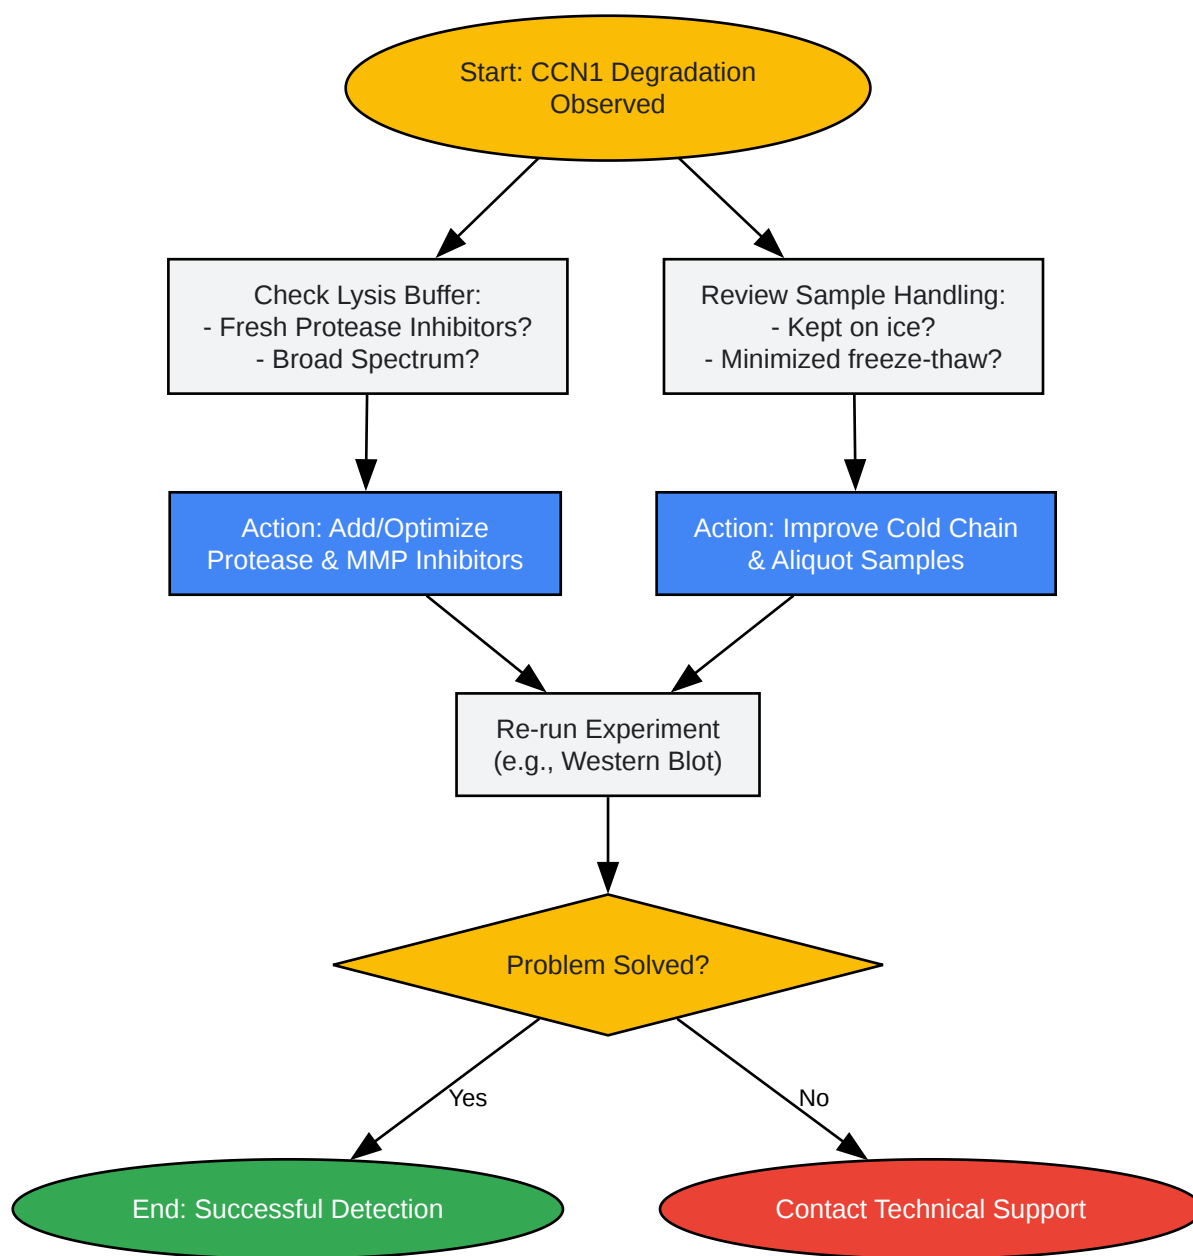 Start: CCN1 Degradation
Observed
Check Lysis Buffer:
- Fresh Protease Inhibitors?
- Broad Spectrum?
Review Sample Handling:
- Kept on ice?
- Minimized freeze-thaw?
Action: Add/Optimize
Protease & MMP Inhibitors
Action: Improve Cold Chain
& Aliquot Samples
Re-run Experiment
(e.g., Western Blot)
Problem Solved?
Yes
No
End: Successful Detection
Contact Technical Support